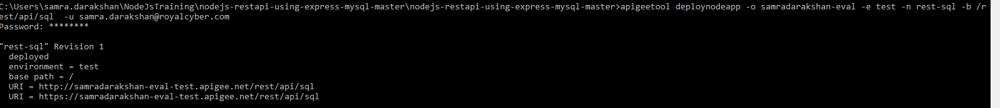 C:\Users\samra.darakshan\NodeJsTraining\nodejs-restapi-using-express-mysql-master\nodejs-restapi-using-express-mysql-master>apigeetool deploynodeapp -o samradarakshan-eval -e test -n rest-sql -b /r
est/api/sql  -u samra.darakshan@royalcyber.com
Password: ********
"rest-sql" Revision 1
  deployed
  environment = test
  base path = /
  URI = http://samradarakshan-eval-test.apigee.net/rest/api/sql
  URI = https://samradarakshan-eval-test.apigee.net/rest/api/sql